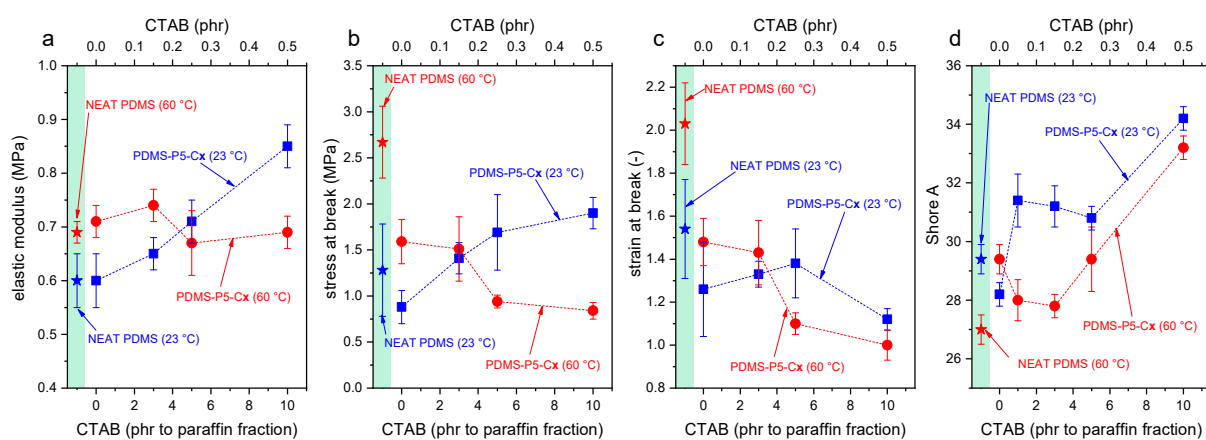 CTAB (phr)
0.0 0.1 0.2 0.3 0.4 0.5
a
1.0
0.9
0.8
0.7
0.6
0.5
0.4
elastic modulus (MPa)
NEAT PDMS (60 °C)
PDMS-P5-Cx (23 °C)
PDMS-P5-Cx (60 °C)
NEAT PDMS (23 °C)
0 2 4 6 8 10
CTAB (phr to paraffin fraction)
CTAB (phr)
0.0 0.1 0.2 0.3 0.4 0.5
b
3.5
3.0
2.5
2.0
1.5
1.0
0.5
0.0
stress at break (MPa)
NEAT PDMS (60 °C)
PDMS-P5-Cx (23 °C)
NEAT PDMS (23 °C)
PDMS-P5-Cx (60 °C)
0 2 4 6 8 10
CTAB (phr to paraffin fraction)
CTAB (phr)
0.0 0.1 0.2 0.3 0.4 0.5
c
2.2
2.0
1.8
1.6
1.4
1.2
1.0
0.8
strain at break (-)
NEAT PDMS (60 °C)
NEAT PDMS (23 °C)
PDMS-P5-Cx (23 °C)
PDMS-P5-Cx (60 °C)
0 2 4 6 8 10
CTAB (phr to paraffin fraction)
CTAB (phr)
0.0 0.1 0.2 0.3 0.4 0.5
d
36
34
32
30
28
26
Shore A
NEAT PDMS (23 °C)
PDMS-P5-Cx (23 °C)
PDMS-P5-Cx (60 °C)
NEAT PDMS (60 °C)
0 2 4 6 8 10
CTAB (phr to paraffin fraction)